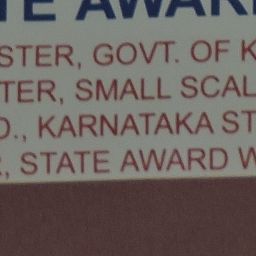 TE AWAR
STER, GOVT. OF K
TER, SMALL SCAL
O., KARNATAKA ST
, STATE AWARD W